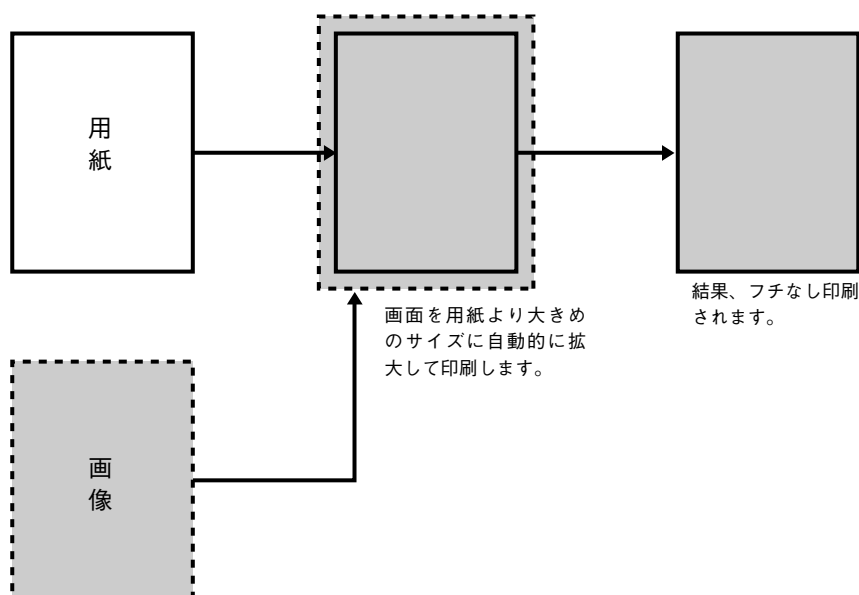 用紙
画面を用紙より大きめ
のサイズに自動的に拡
大して印刷します。
結果、フチなし印刷
されます。
画像